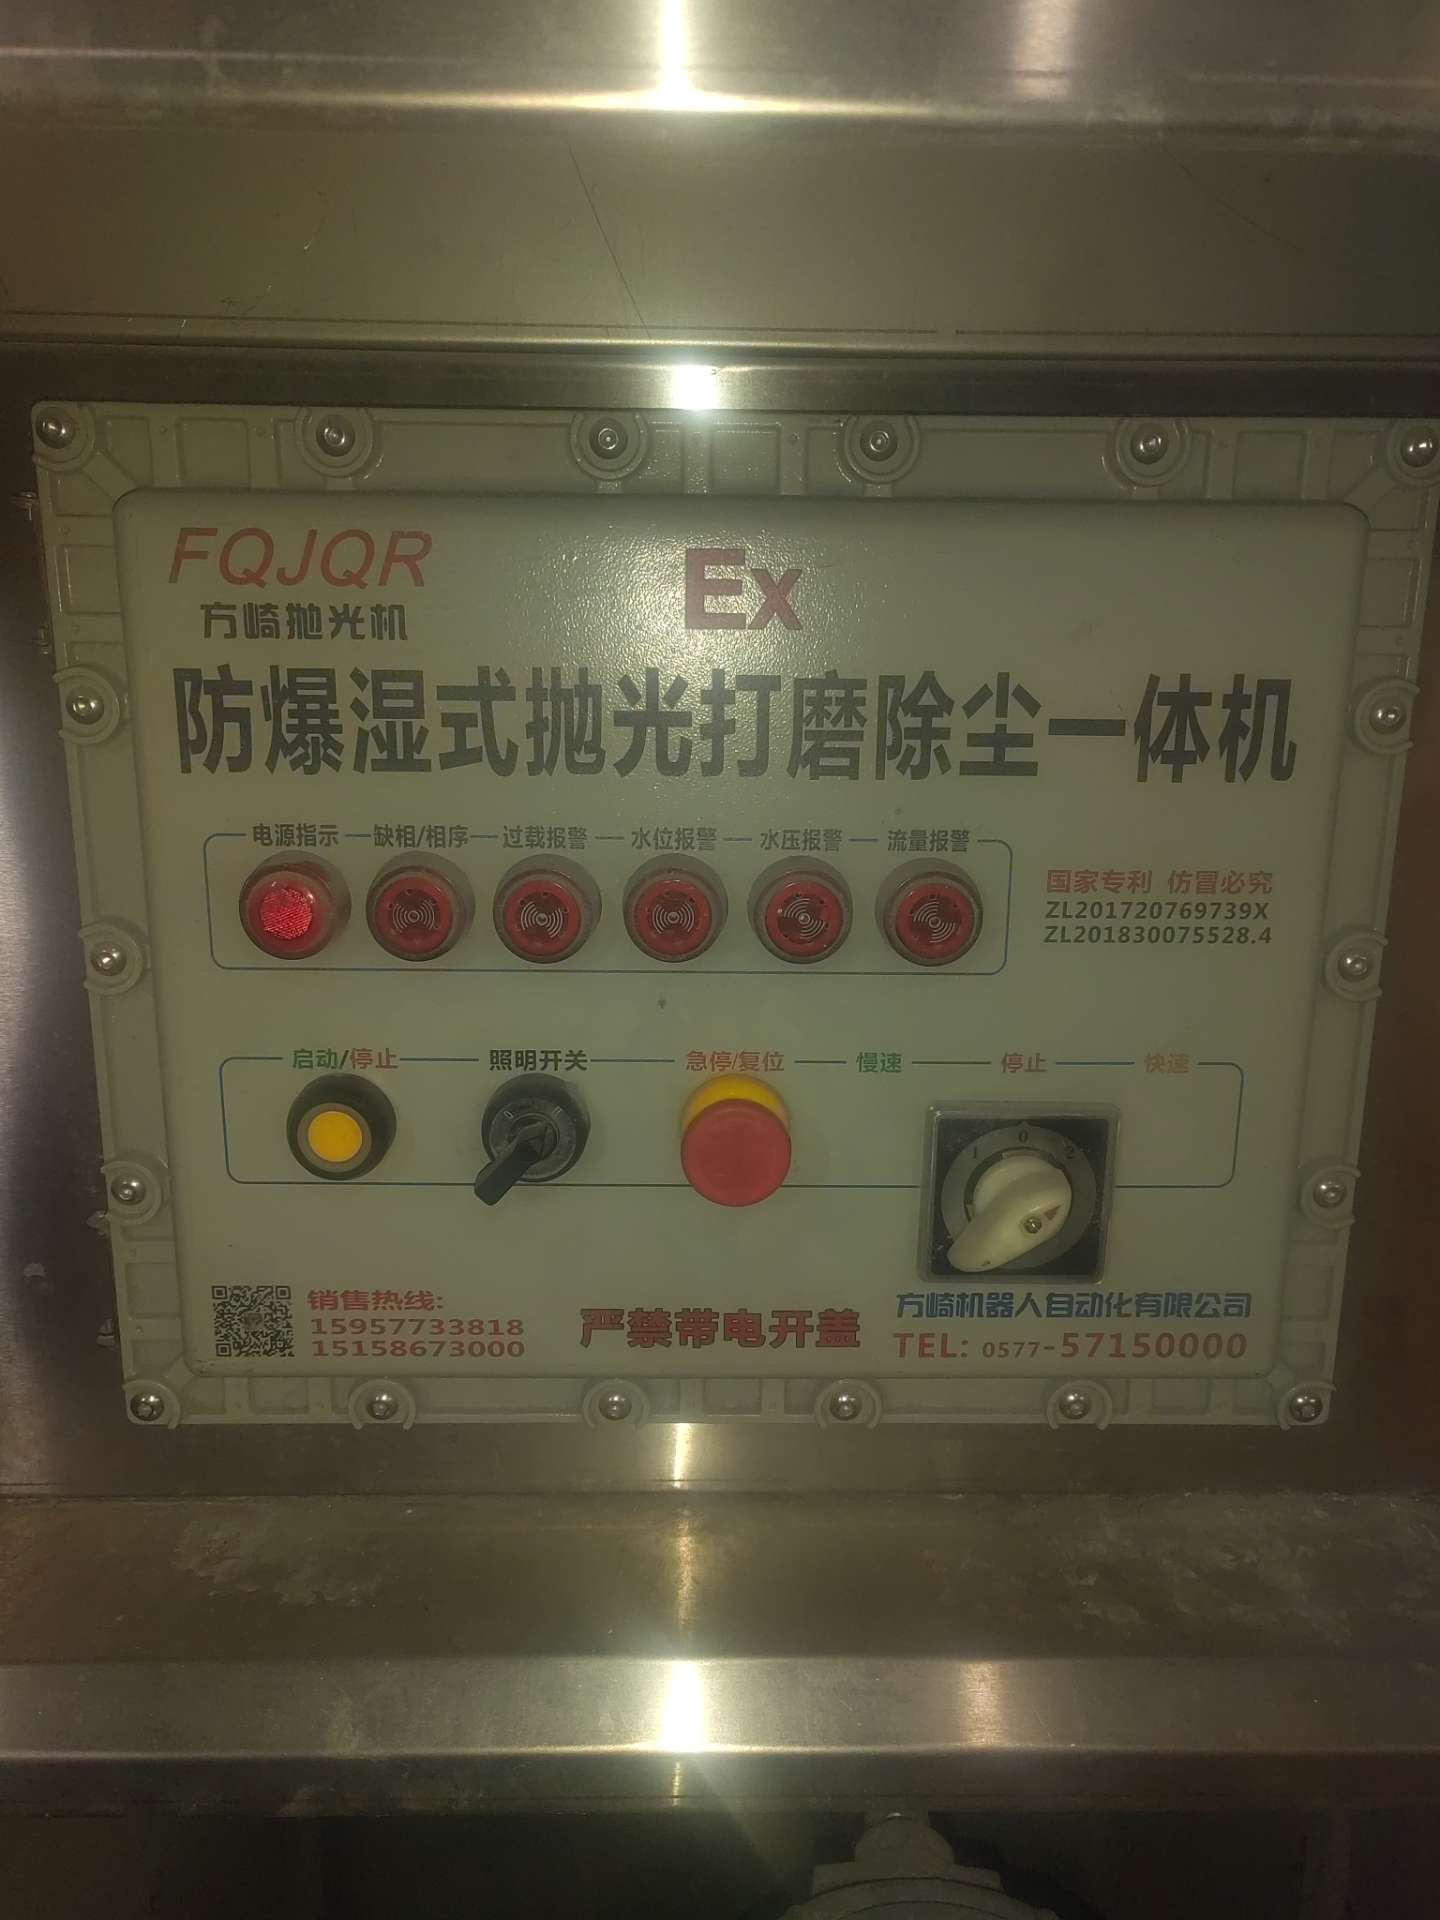 FQJQR
方崎抛光机
Ex
防爆湿式抛光打磨除尘一体机
电源指示 缺相/相序 过载报警 水位报警 水压报警 流量报警
国家专利 仿冒必究
ZL201720769739X
ZL201830075528.4
启动/停止 照明开关 急停/复位 慢速 停止 快速
0
1 0 2
销售热线:
15957733818
15158673000
严禁带电开盖
方崎机器人自动化有限公司
TEL: 0577-57150000